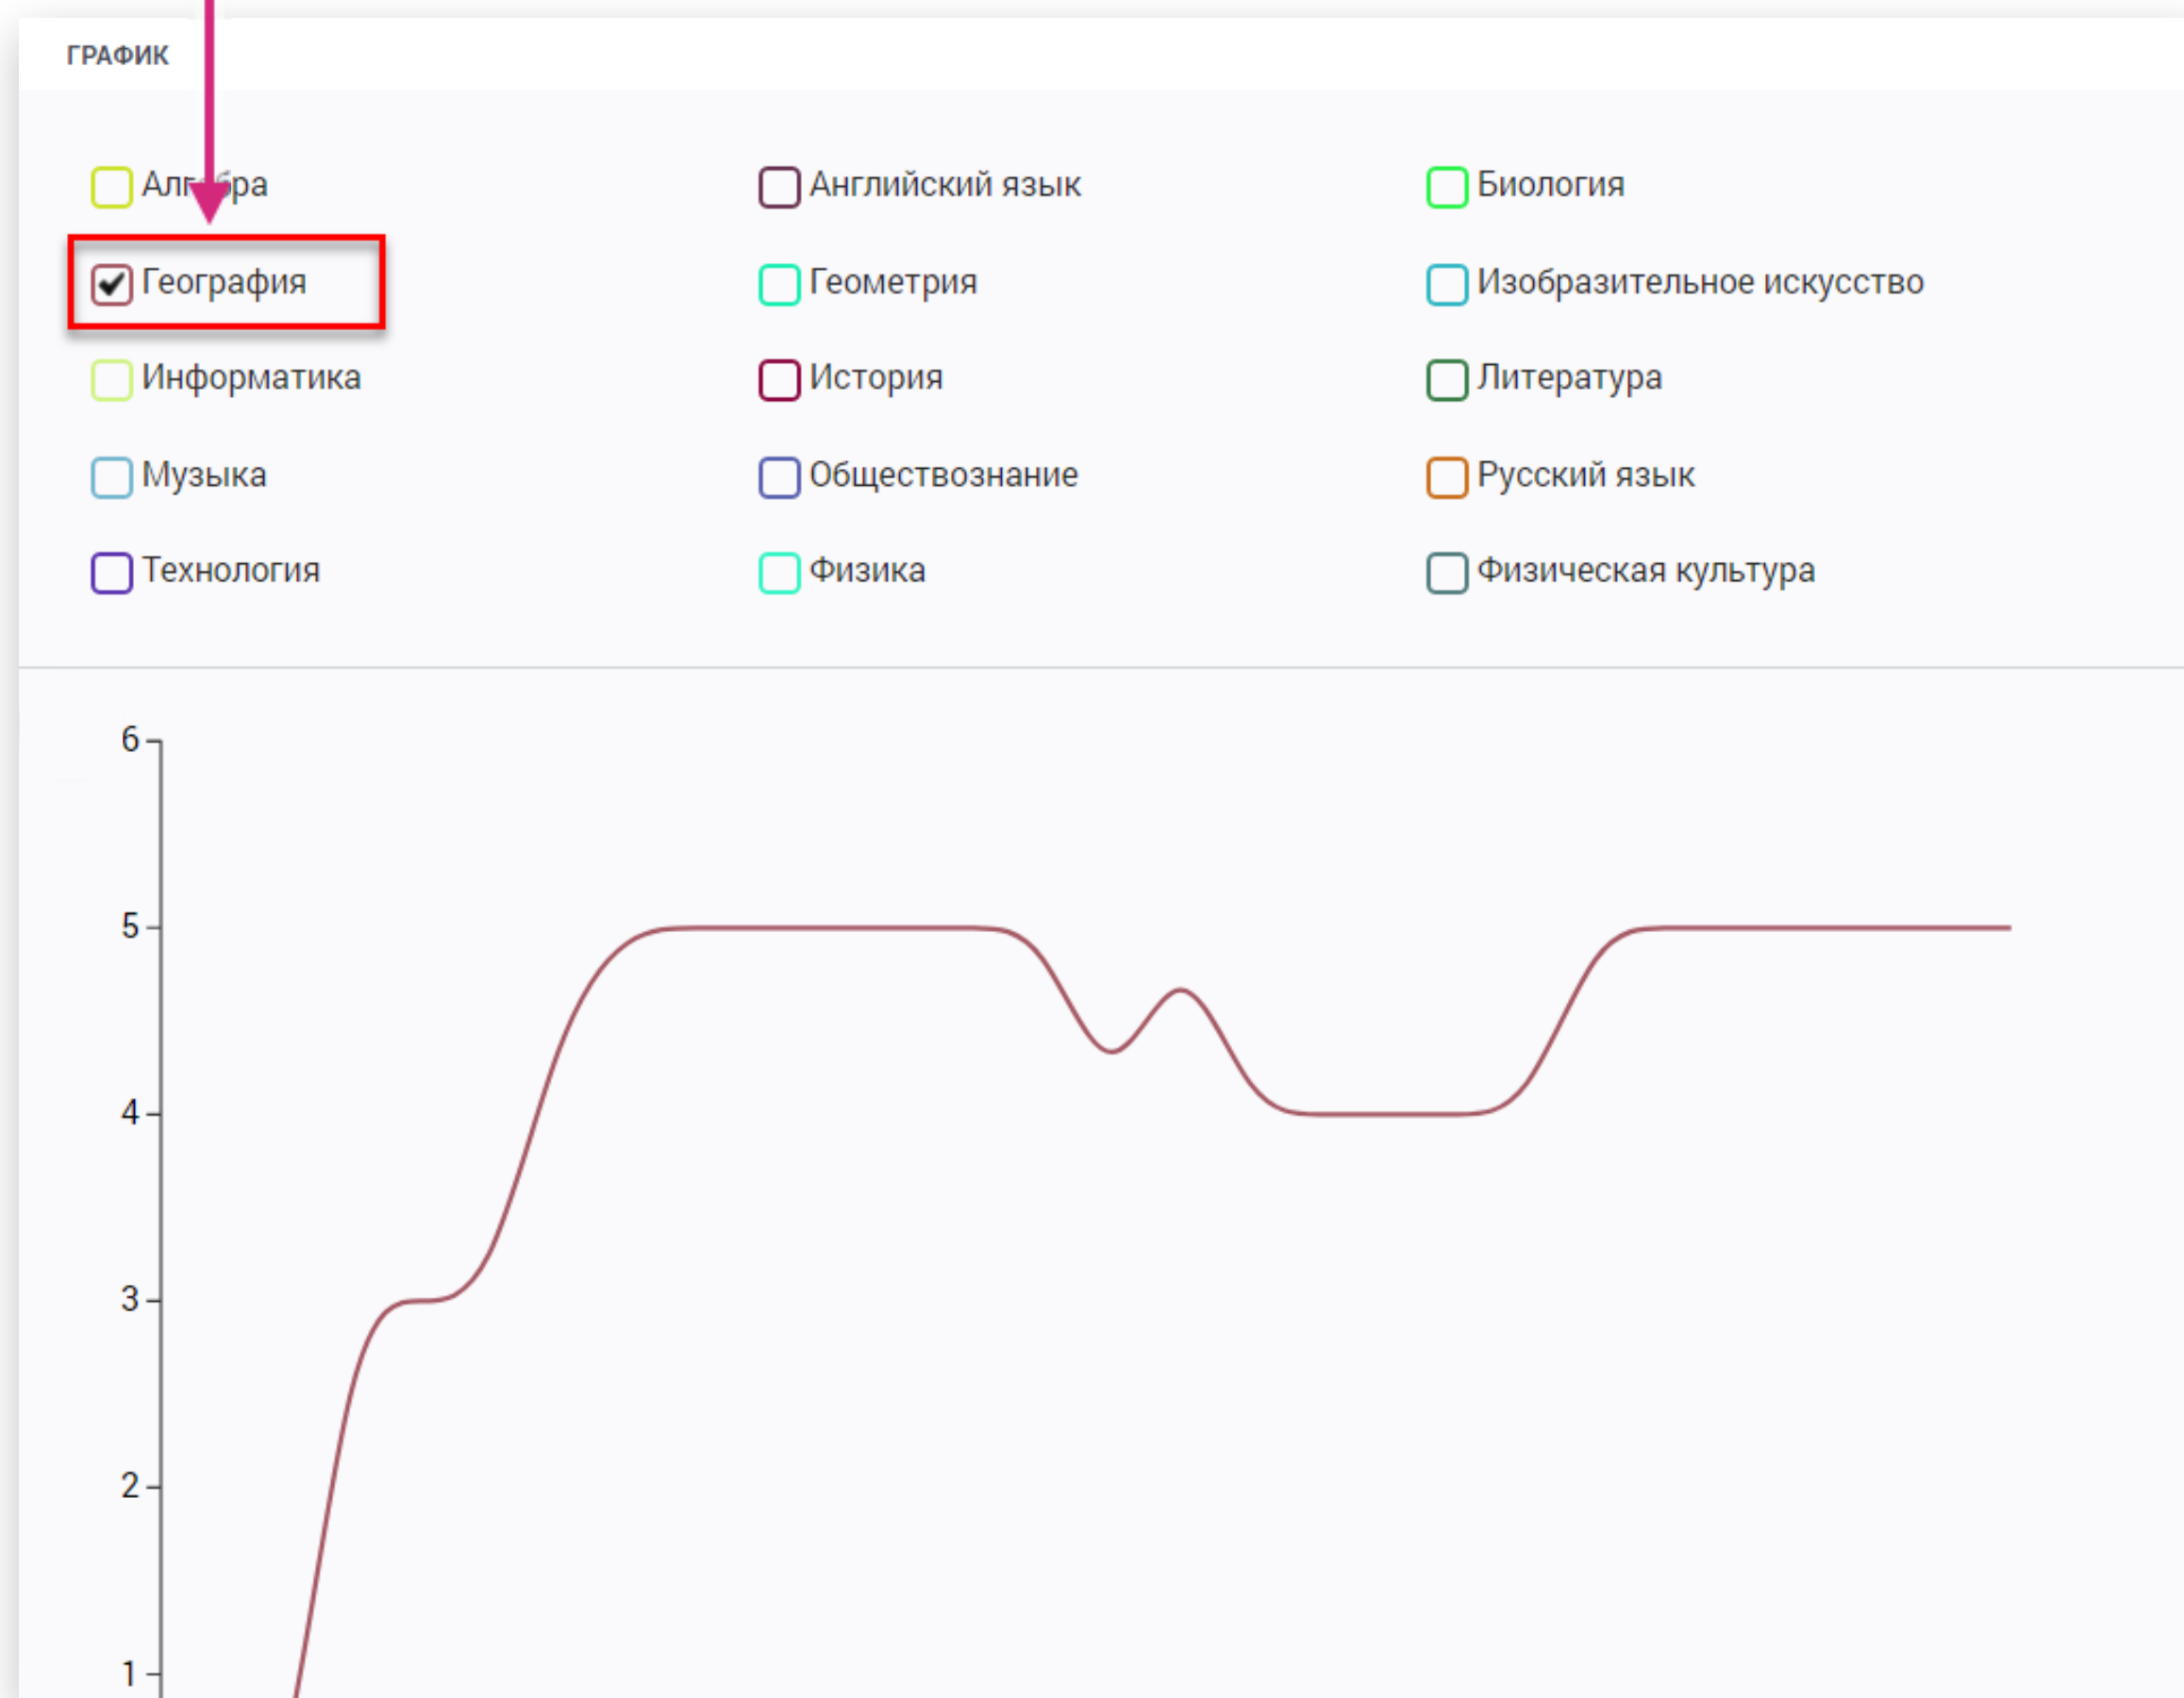 ГРАФИК
Алгебра Английский язык Биология
География Геометрия Изобразительное искусство
Информатика История Литература
Музыка Обществознание Русский язык
Технология Физика Физическая культура
6
5
4
3
2
1